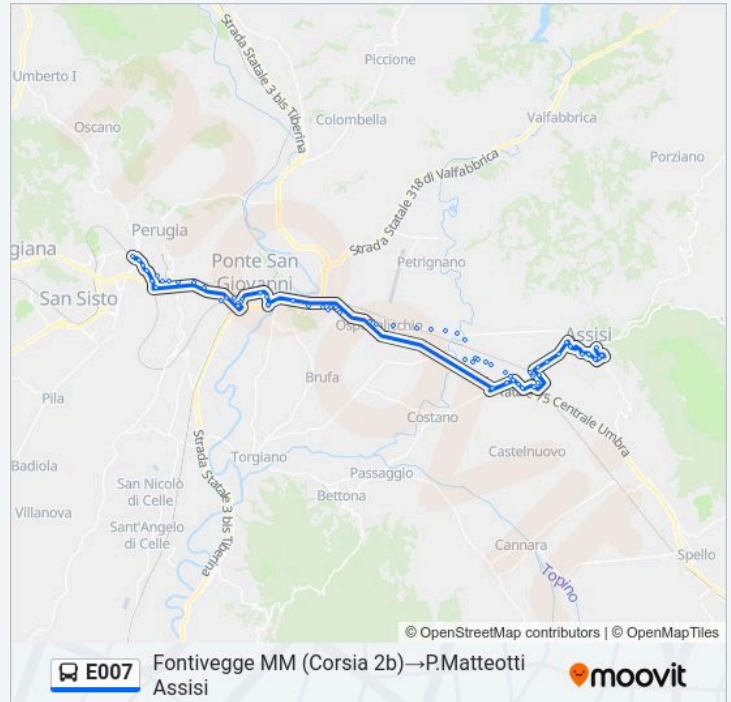 Umberto I
Piccione
Strada Statale 3 bis Tiberina
Oscano
Colombella
Valfabbrica
Strada Statale 318 di Valfabbrica
Porziano
Perugia
giana
Ponte San
Giovanni
Petrignano
San Sisto
Ospedalicchio
Assisi
Brufa
Statale 75 Centrale Umbra
Pila
Costano
Castelnuovo
Badiola
Torgiano
Passaggio
San Nicolò
di Celle
Bettona
Villanova
Sant'Angelo
di Celle
Strada Statale 3 bis Tiberina
Cannara
Spello
Topino
© OpenStreetMap contributors | © OpenMapTiles
E007
Fontivegge MM (Corsia 2b)→P.Matteotti
Assisi
moovit